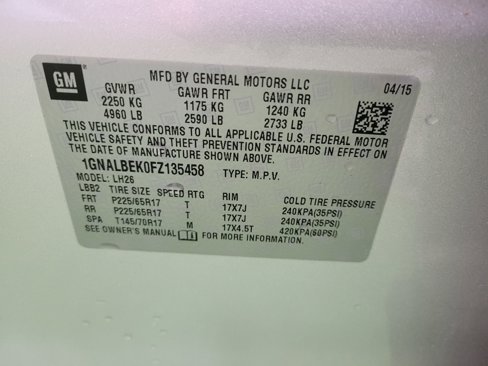 GM
MFD BY GENERAL MOTORS LLC 04/15
GVWR GAWR FRT GAWR RR
2250 KG 1175 KG 1240 KG
4960 LB 2590 LB 2733 LB
THIS VEHICLE CONFORMS TO ALL APPLICABLE U.S. FEDERAL MOTOR
VEHICLE SAFETY AND THEFT PREVENTION STANDARDS IN EFFECT ON
THE DATE OF MANUFACTURE SHOWN ABOVE.
1GNALBEK0FZ135458 TYPE: M.P.V.
MODEL: LH26
LBB2 TIRE SIZE SPEED RTG RIM COLD TIRE PRESSURE
FRT P225/65R17 T 17X7J 240KPA(35PSI)
RR P225/65R17 T 17X7J 240KPA(35PSI)
SPA T145/70R17 M 17X4.5T 420KPA(60PSI)
SEE OWNER'S MANUAL FOR MORE INFORMATION.